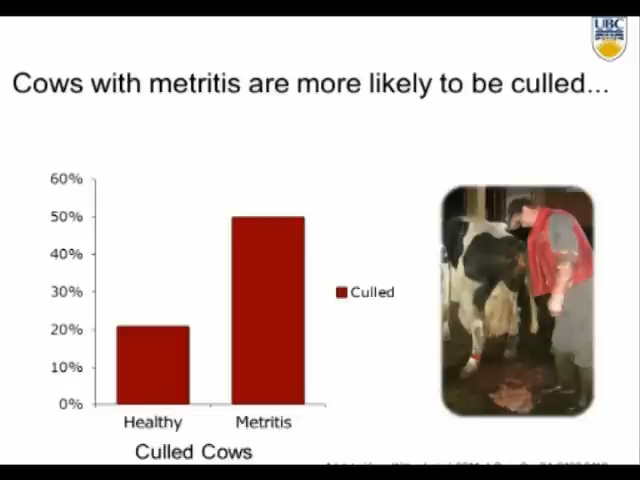 UBC
Cows with metritis are more likely to be culled...
60%
50%
40%
30%
20%
10%
0%
Culled
Healthy
Metritis
Culled Cows